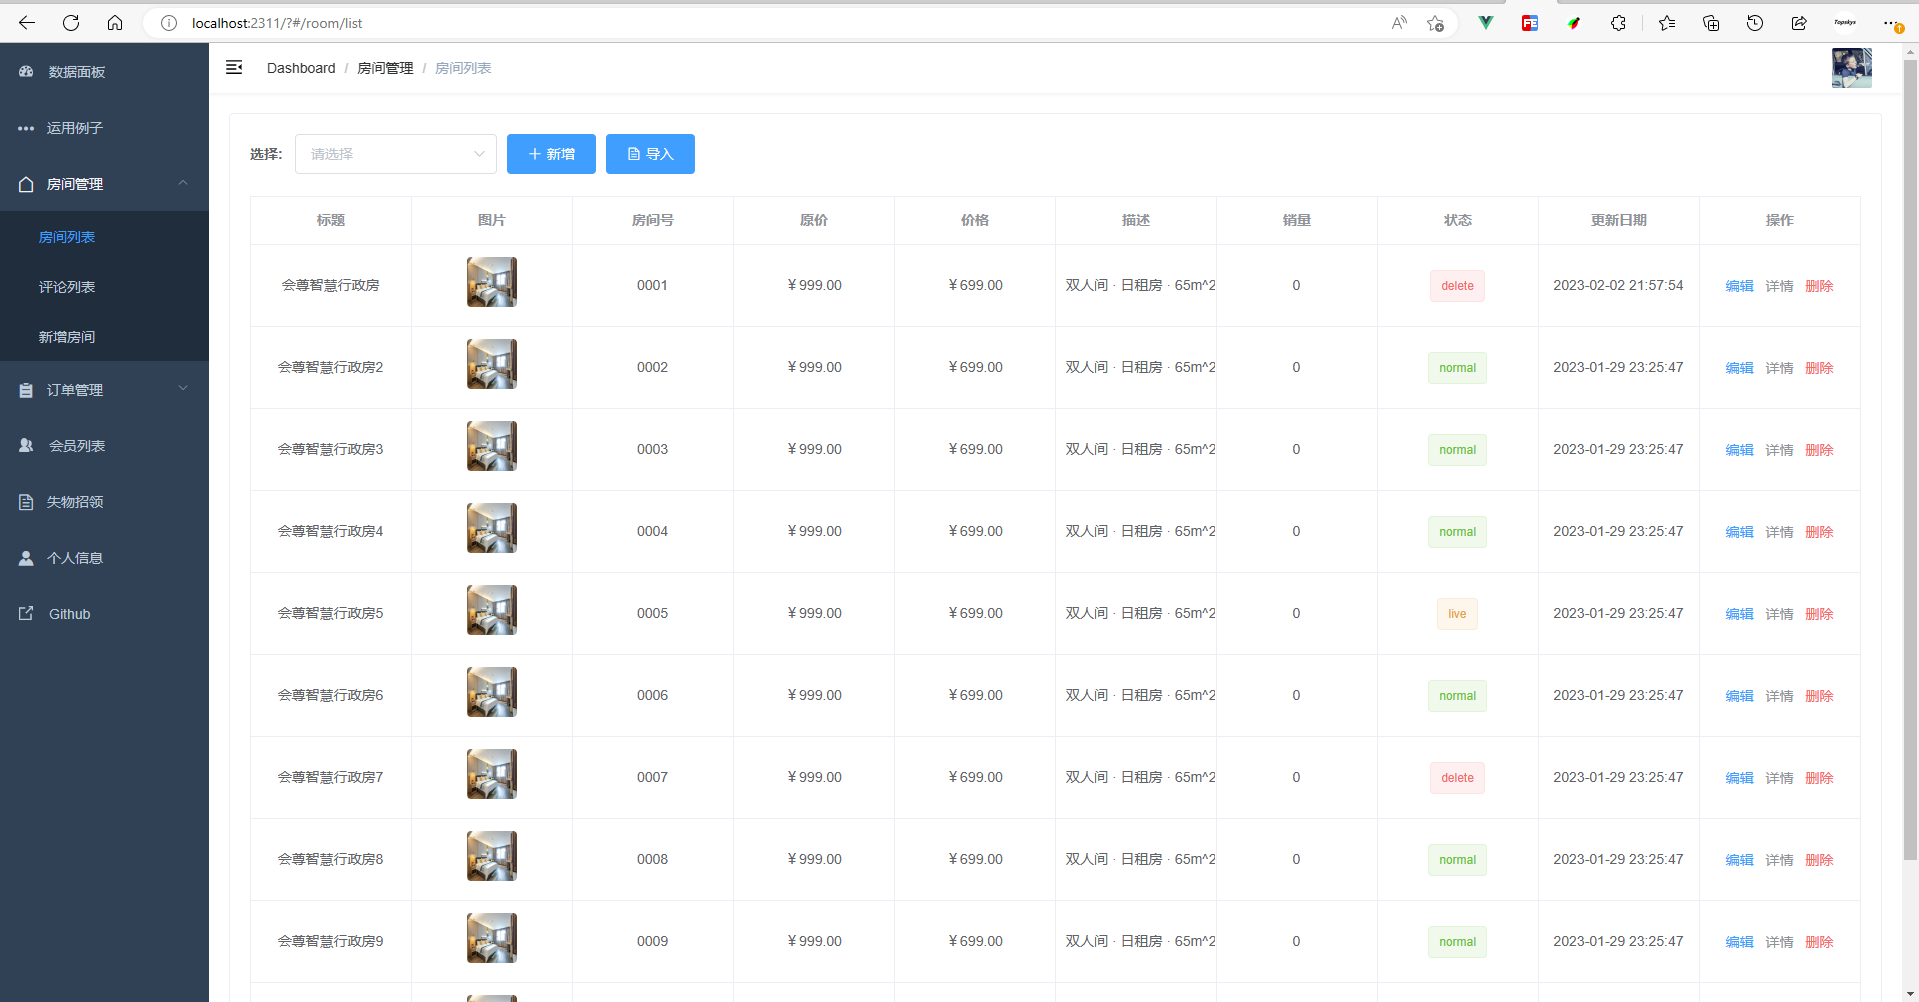 localhost:2311/?#/room/list
Topskys
数据面板
运用例子
房间管理
房间列表
评论列表
新增房间
订单管理
会员列表
失物招领
个人信息
Github
Dashboard / 房间管理 / 房间列表
选择: 请选择 新增 导入
标题 图片 房间号 原价 价格 描述 销量 状态 更新日期 操作
会尊智慧行政房 0001 ¥999.00 ¥699.00 双人间 · 日租房 · 65m^2 0 delete 2023-02-02 21:57:54 编辑 详情 删除
会尊智慧行政房2 0002 ¥999.00 ¥699.00 双人间 · 日租房 · 65m^2 0 normal 2023-01-29 23:25:47 编辑 详情 删除
会尊智慧行政房3 0003 ¥999.00 ¥699.00 双人间 · 日租房 · 65m^2 0 normal 2023-01-29 23:25:47 编辑 详情 删除
会尊智慧行政房4 0004 ¥999.00 ¥699.00 双人间 · 日租房 · 65m^2 0 normal 2023-01-29 23:25:47 编辑 详情 删除
会尊智慧行政房5 0005 ¥999.00 ¥699.00 双人间 · 日租房 · 65m^2 0 live 2023-01-29 23:25:47 编辑 详情 删除
会尊智慧行政房6 0006 ¥999.00 ¥699.00 双人间 · 日租房 · 65m^2 0 normal 2023-01-29 23:25:47 编辑 详情 删除
会尊智慧行政房7 0007 ¥999.00 ¥699.00 双人间 · 日租房 · 65m^2 0 delete 2023-01-29 23:25:47 编辑 详情 删除
会尊智慧行政房8 0008 ¥999.00 ¥699.00 双人间 · 日租房 · 65m^2 0 normal 2023-01-29 23:25:47 编辑 详情 删除
会尊智慧行政房9 0009 ¥999.00 ¥699.00 双人间 · 日租房 · 65m^2 0 normal 2023-01-29 23:25:47 编辑 详情 删除